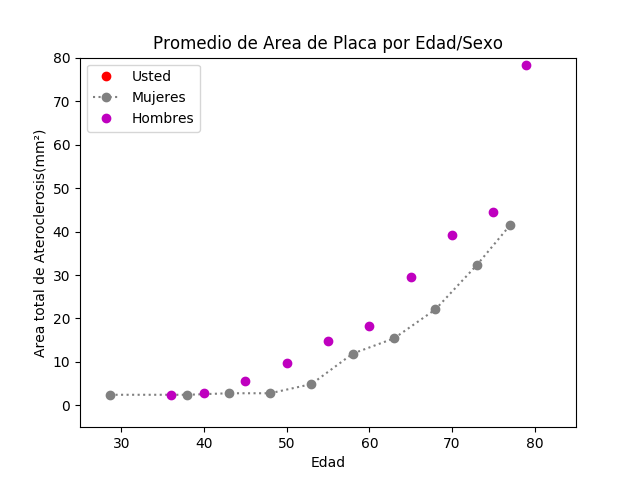 Promedio de Area de Placa por Edad/Sexo
Usted
Mujeres
Hombres
Area total de Ateroclerosis(mm²)
80
70
60
50
40
30
20
10
0
30 40 50 60 70 80
Edad